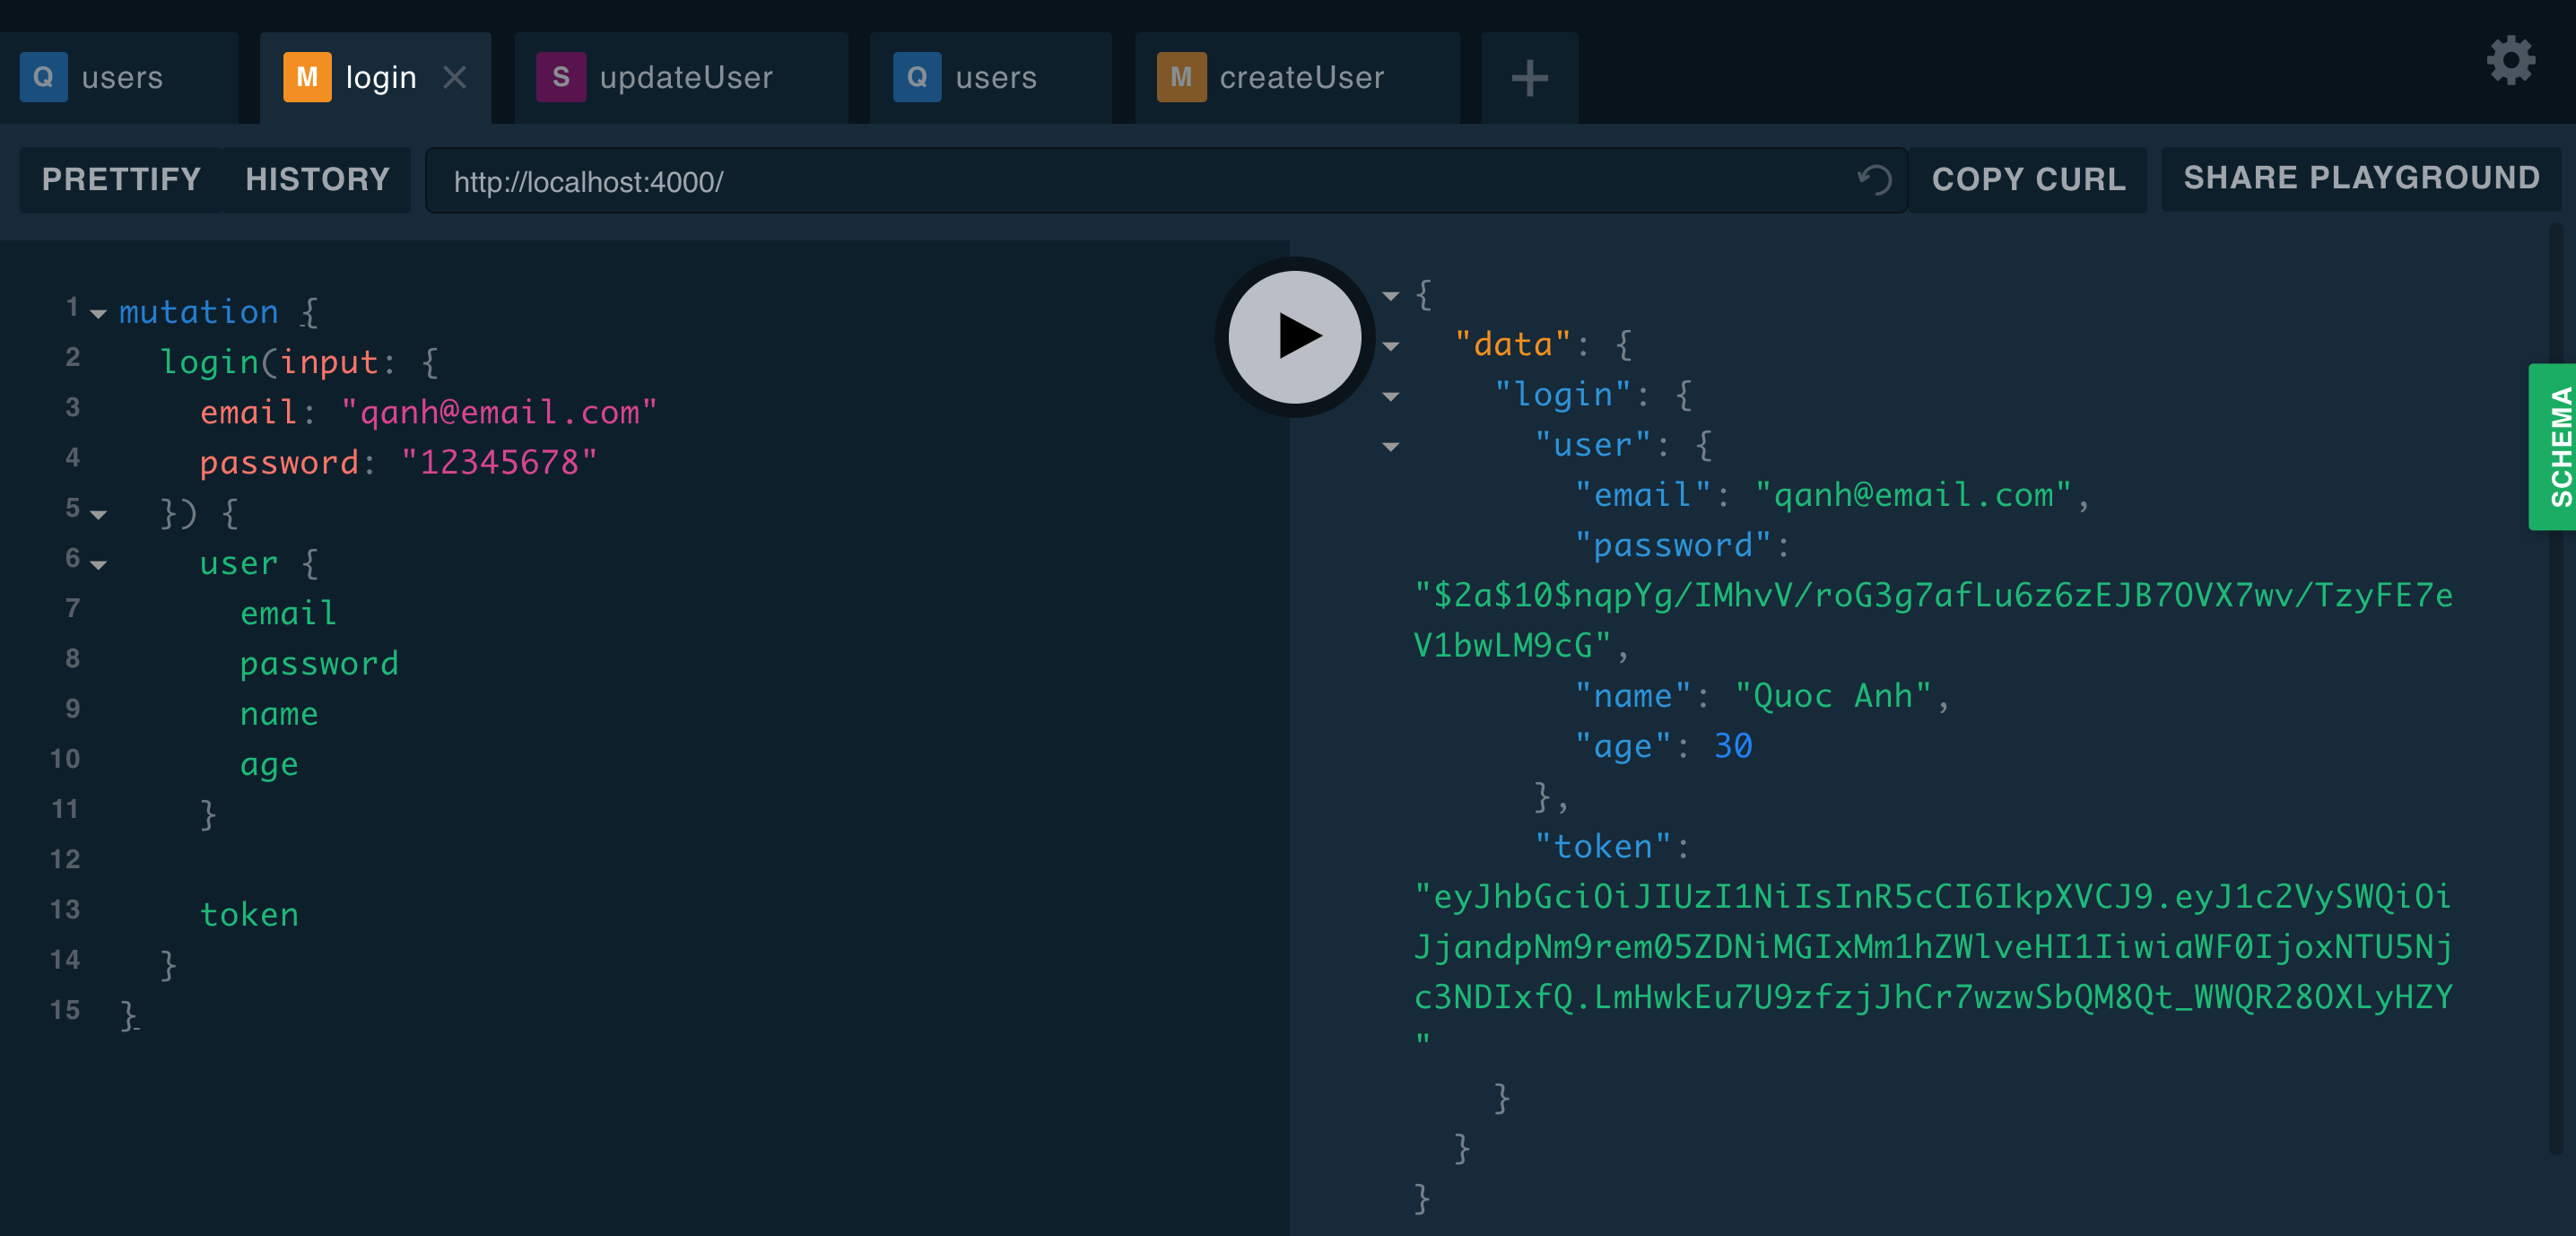 Q users M login S updateUser Q users M createUser
PRETTIFY HISTORY http://localhost:4000/ COPY CURL SHARE PLAYGROUND
1 mutation {
2 login(input: {
3 email: "qanh@email.com"
4 password: "12345678"
5 }) {
6 user {
7 email
8 password
9 name
10 age
11 }
12
13 token
14 }
15 }
{
"data": {
"login": {
"user": {
"email": "qanh@email.com",
"password":
"$2a$10$nqpYg/IMhvV/roG3g7afLu6z6zEJB7OVX7wv/TzyFE7e
V1bwLM9cG",
"name": "Quoc Anh",
"age": 30
},
"token":
"eyJhbGciOiJIUzI1NiIsInR5cCI6IkpXVCJ9.eyJ1c2VySWQiOi
JjandpNm9rem05ZDNiMGIxMm1hZWlveHI1IiwiaWF0IjoxNTU5Nj
c3NDIxfQ.LmHwkEu7U9zfzjJhCr7wzwSbQM8Qt_WWQR28OXLyHZY
"
}
}
}
SCHEMA